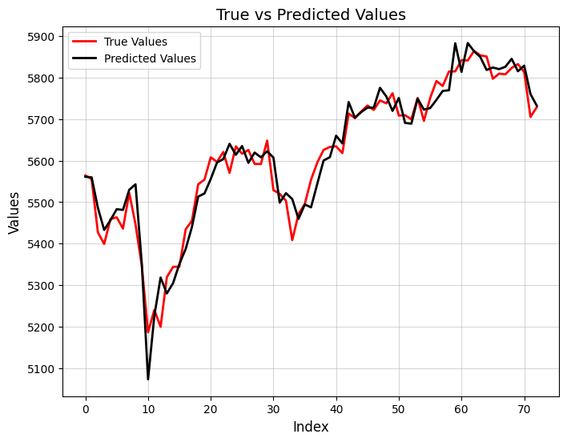 True vs Predicted Values
True Values
Predicted Values
Values
5900
5800
5700
5600
5500
5400
5300
5200
5100
0 10 20 30 40 50 60 70
Index